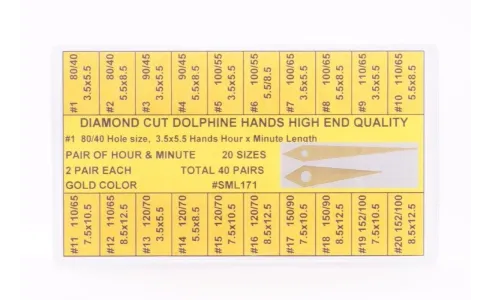 #1 80/40 3.5x5.5
#2 80/40 5.5x8.5
#3 90/45 3.5x5.5
#4 90/45 5.5x8.5
#5 100/55 3.5x5.5
#6 100/55 5.5/8.5
#7 100/65 3.5x5.5
#8 100/65 5.5x8.5
#9 110/65 3.5x5.5
#10 110/65 5.5x8.5
DIAMOND CUT DOLPHINE HANDS HIGH END QUALITY
#1 80/40 Hole size, 3.5x5.5 Hands Hour x Minute Length
PAIR OF HOUR & MINUTE 20 SIZES
2 PAIR EACH TOTAL 40 PAIRS
GOLD COLOR #SML171
#11 110/65 7.5x10.5
#12 110/65 8.5x12.5
#13 120/70 3.5x5.5
#14 120/70 5.5x8.5
#15 120/70 7.5x10.5
#16 120/70 8.5x12.5
#17 150/90 7.5x10.5
#18 150/90 8.5x12.5
#19 152/100 7.5x10.5
#20 152/100 8.5x12.5